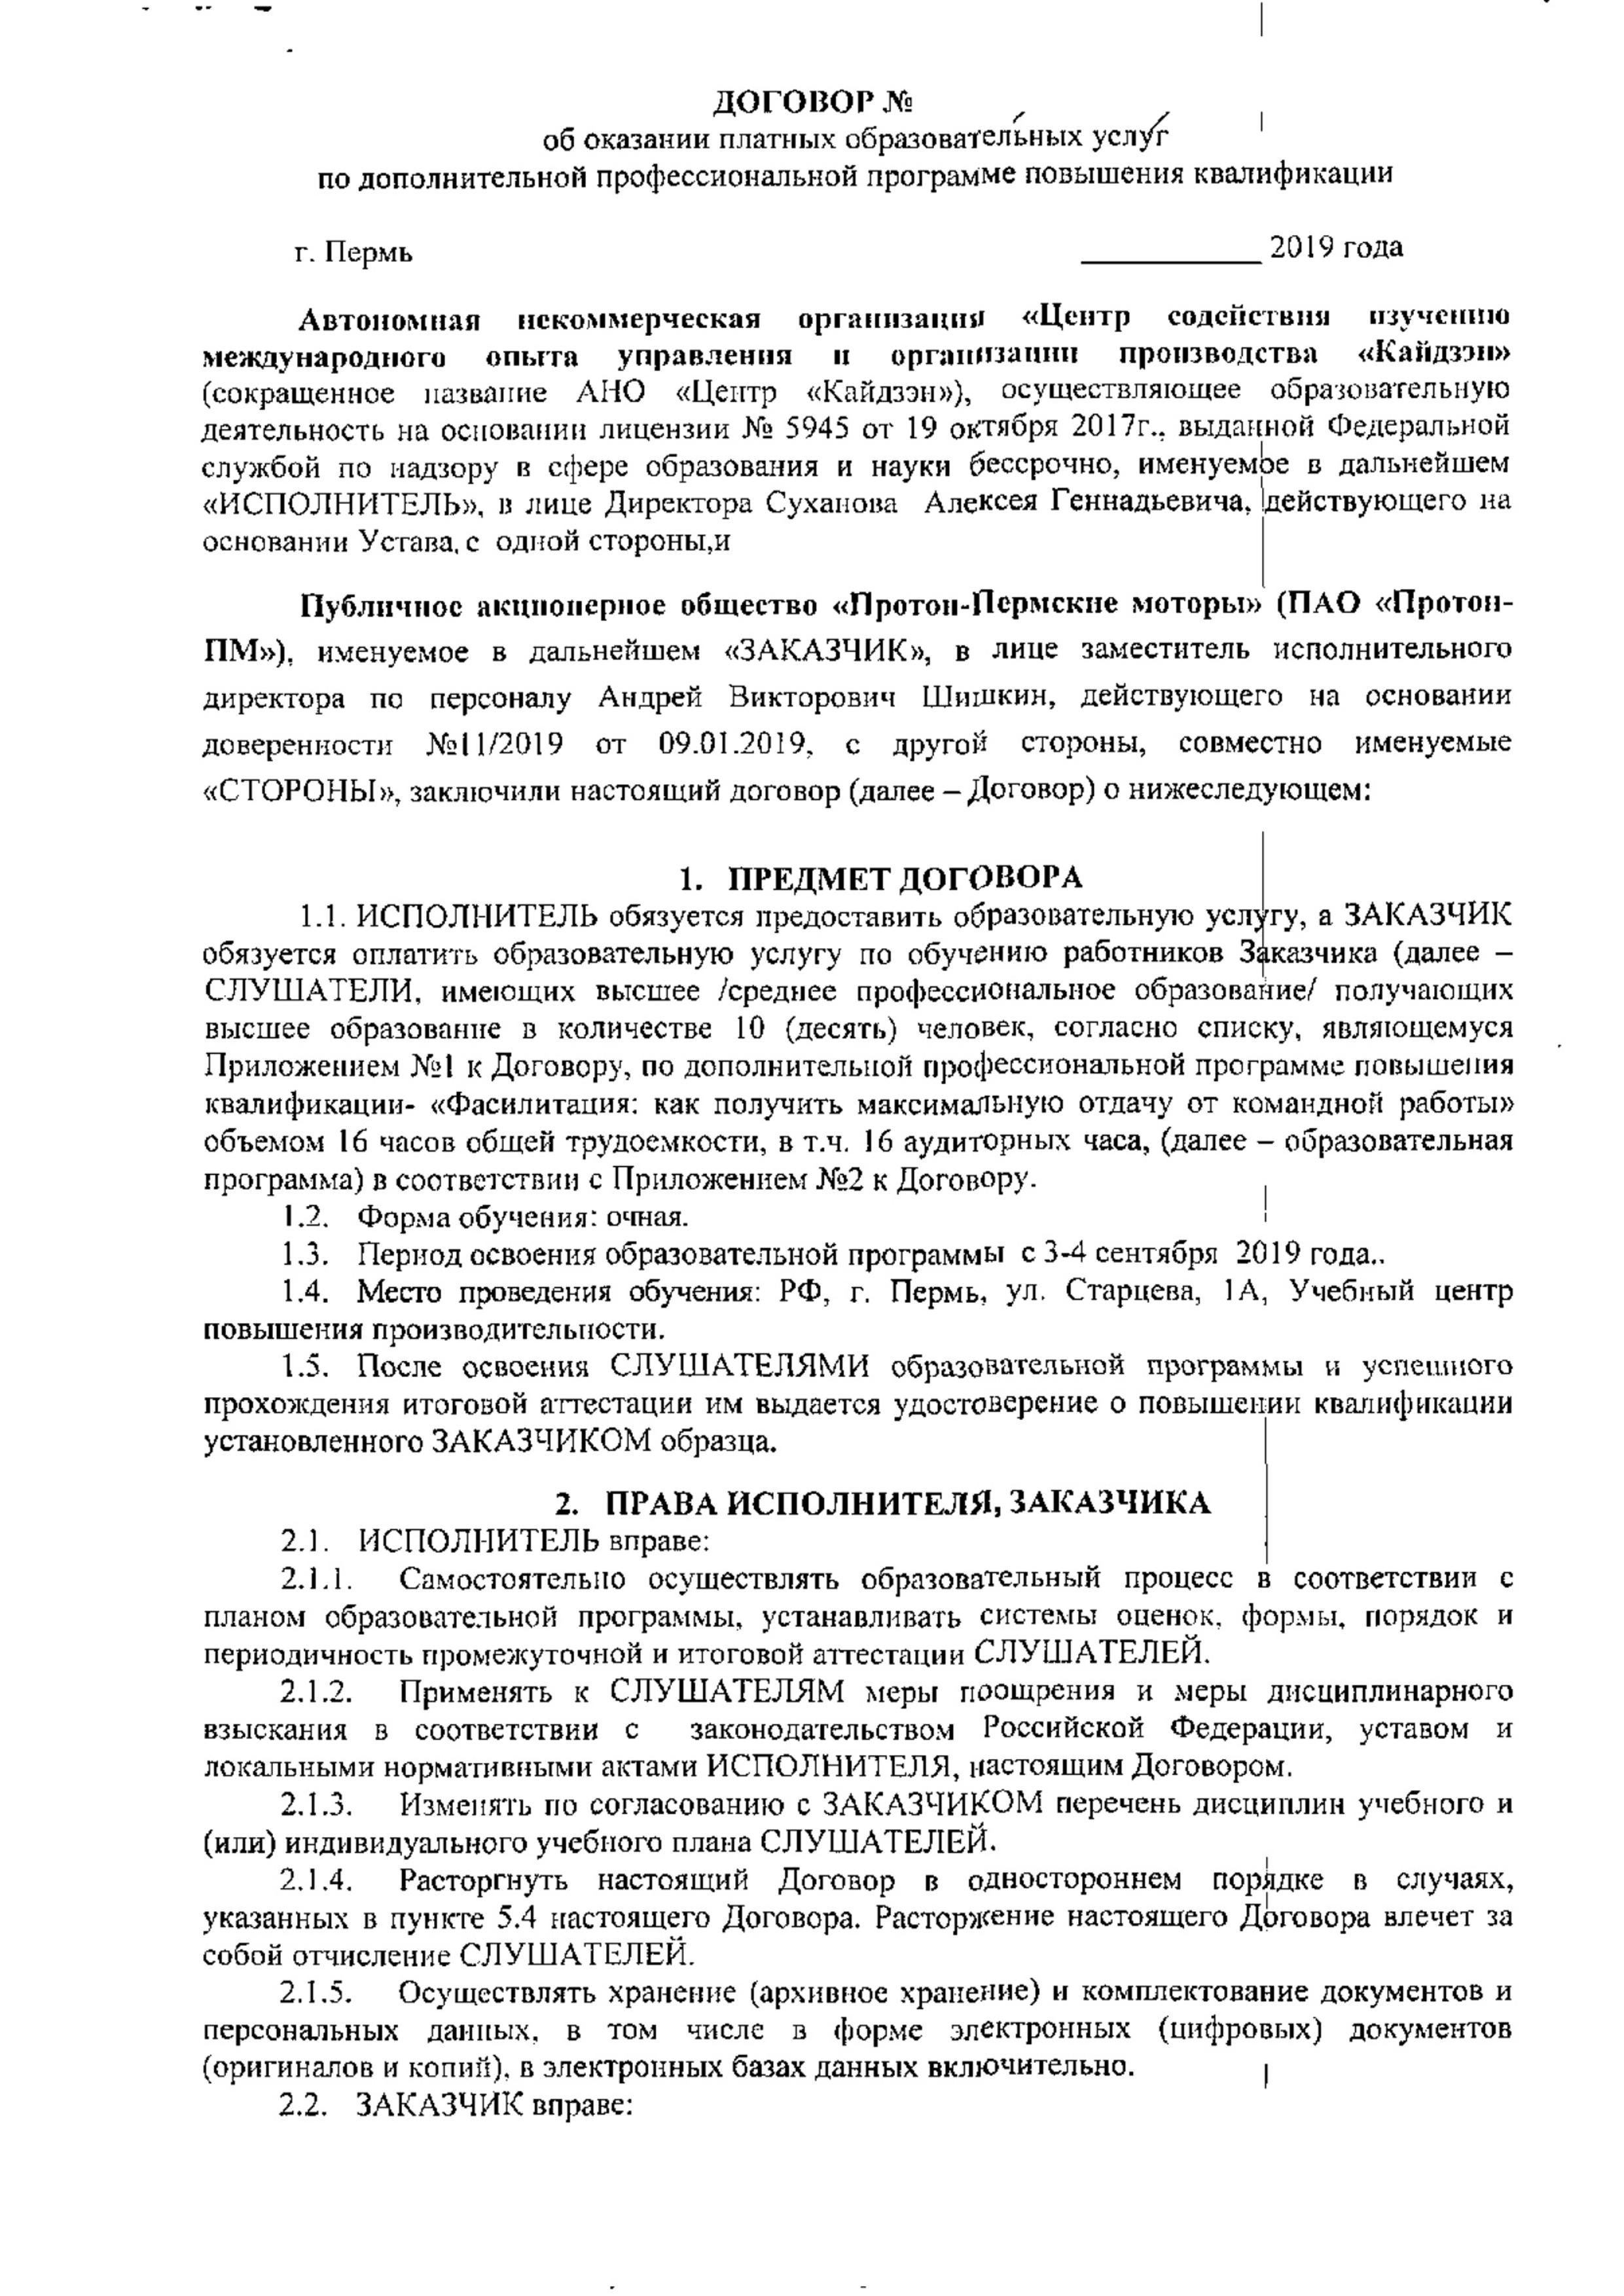 ДОГОВОР №
об оказании платных образовательных услуг
по дополнительной профессиональной программе повышения квалификации
г. Пермь ____________ 2019 года
Автономная некоммерческая организация «Центр содействия изучению
международного опыта управления и организации производства «Кайдзэн»
(сокращенное название АНО «Центр «Кайдзэн»), осуществляющее образовательную
деятельность на основании лицензии № 5945 от 19 октября 2017г., выданной Федеральной
службой по надзору в сфере образования и науки бессрочно, именуемое в дальнейшем
«ИСПОЛНИТЕЛЬ», в лице Директора Суханова Алексея Геннадьевича, действующего на
основании Устава, с одной стороны,и
Публичное акционерное общество «Протон-Пермские моторы» (ПАО «Протон-
ПМ»), именуемое в дальнейшем «ЗАКАЗЧИК», в лице заместитель исполнительного
директора по персоналу Андрей Викторович Шишкин, действующего на основании
доверенности №11/2019 от 09.01.2019, с другой стороны, совместно именуемые
«СТОРОНЫ», заключили настоящий договор (далее – Договор) о нижеследующем:
1. ПРЕДМЕТ ДОГОВОРА
1.1. ИСПОЛНИТЕЛЬ обязуется предоставить образовательную услугу, а ЗАКАЗЧИК
обязуется оплатить образовательную услугу по обучению работников Заказчика (далее –
СЛУШАТЕЛИ, имеющих высшее /среднее профессиональное образование/ получающих
высшее образование в количестве 10 (десять) человек, согласно списку, являющемуся
Приложением №1 к Договору, по дополнительной профессиональной программе повышения
квалификации- «Фасилитация: как получить максимальную отдачу от командной работы»
объемом 16 часов общей трудоемкости, в т.ч. 16 аудиторных часа, (далее – образовательная
программа) в соответствии с Приложением №2 к Договору.
1.2. Форма обучения: очная.
1.3. Период освоения образовательной программы с 3-4 сентября 2019 года..
1.4. Место проведения обучения: РФ, г. Пермь, ул. Старцева, 1А, Учебный центр
повышения производительности.
1.5. После освоения СЛУШАТЕЛЯМИ образовательной программы и успешного
прохождения итоговой аттестации им выдается удостоверение о повышении квалификации
установленного ЗАКАЗЧИКОМ образца.
2. ПРАВА ИСПОЛНИТЕЛЯ, ЗАКАЗЧИКА
2.1. ИСПОЛНИТЕЛЬ вправе:
2.1.1. Самостоятельно осуществлять образовательный процесс в соответствии с
планом образовательной программы, устанавливать системы оценок, формы, порядок и
периодичность промежуточной и итоговой аттестации СЛУШАТЕЛЕЙ.
2.1.2. Применять к СЛУШАТЕЛЯМ меры поощрения и меры дисциплинарного
взыскания в соответствии с законодательством Российской Федерации, уставом и
локальными нормативными актами ИСПОЛНИТЕЛЯ, настоящим Договором.
2.1.3. Изменять по согласованию с ЗАКАЗЧИКОМ перечень дисциплин учебного и
(или) индивидуального учебного плана СЛУШАТЕЛЕЙ.
2.1.4. Расторгнуть настоящий Договор в одностороннем порядке в случаях,
указанных в пункте 5.4 настоящего Договора. Расторжение настоящего Договора влечет за
собой отчисление СЛУШАТЕЛЕЙ.
2.1.5. Осуществлять хранение (архивное хранение) и комплектование документов и
персональных данных, в том числе в форме электронных (цифровых) документов
(оригиналов и копий), в электронных базах данных включительно.
2.2. ЗАКАЗЧИК вправе: